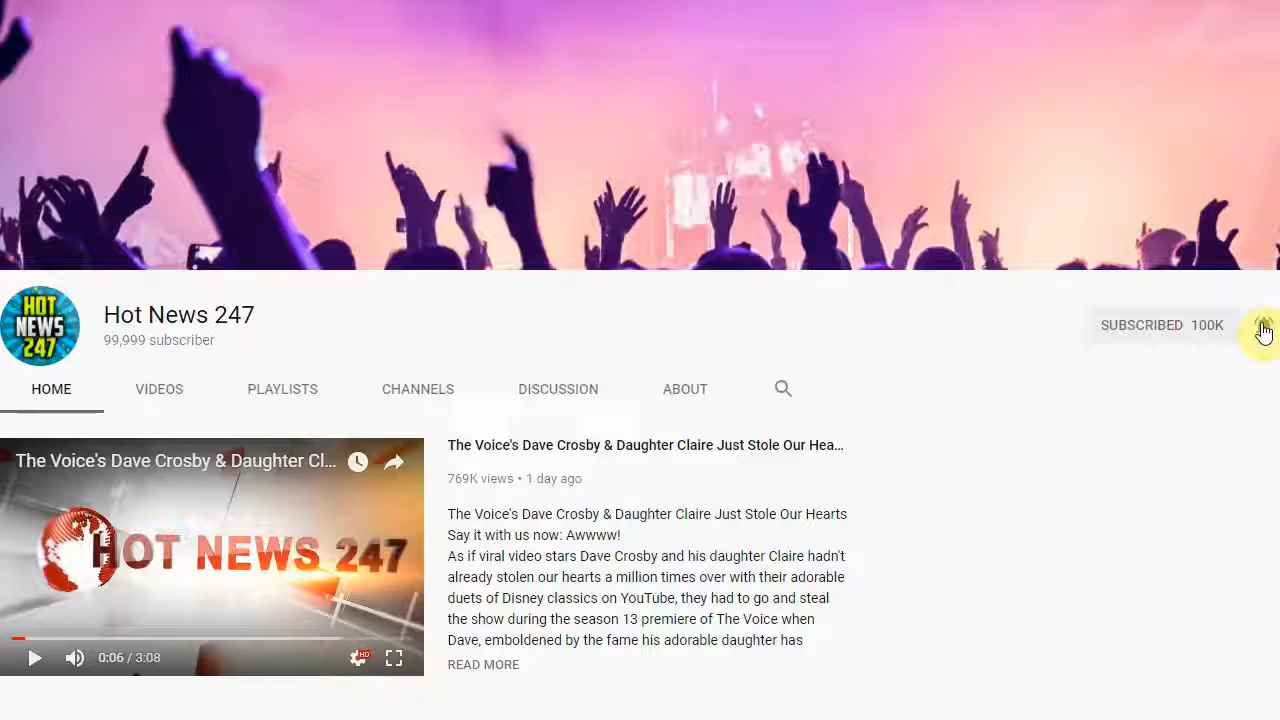 HOT
NEWS
247
Hot News 247
99,999 subscriber
SUBSCRIBED 100K
HOME VIDEOS PLAYLISTS CHANNELS DISCUSSION ABOUT
The Voice's Dave Crosby & Daughter Cl...
HOT NEWS 247
0:06 / 3:08
HD
The Voice's Dave Crosby & Daughter Claire Just Stole Our Hea...
769K views • 1 day ago
The Voice's Dave Crosby & Daughter Claire Just Stole Our Hearts
Say it with us now: Awwww!
As if viral video stars Dave Crosby and his daughter Claire hadn't
already stolen our hearts a million times over with their adorable
duets of Disney classics on YouTube, they had to go and steal
the show during the season 13 premiere of The Voice when
Dave, emboldened by the fame his adorable daughter has
READ MORE